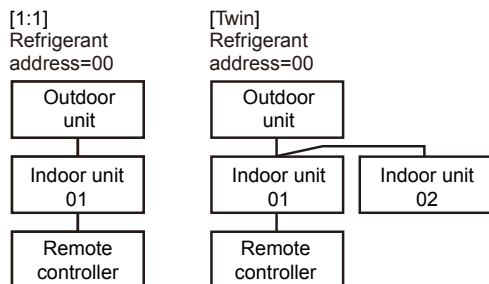 [1:1]
Refrigerant
address=00
Outdoor
unit
Indoor unit
01
Remote
controller
[Twin]
Refrigerant
address=00
Outdoor
unit
Indoor unit
01
Indoor unit
02
Remote
controller